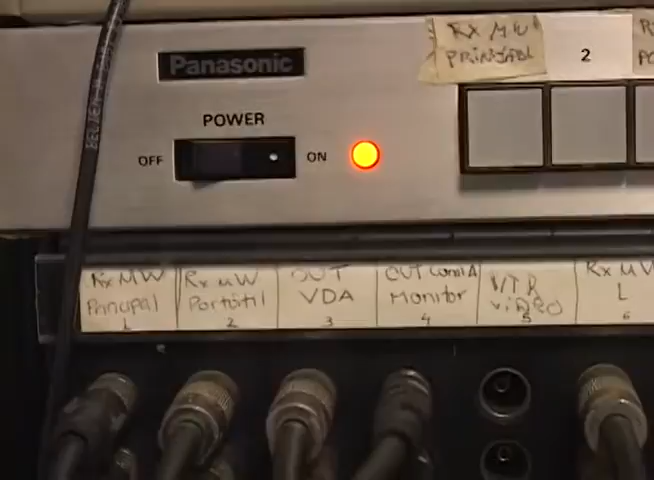 Rx MW
PRINCIPAL
2
Panasonic
POWER
OFF
ON
BELDEN
Rx MW
Principal
1
Rx MW
Portátil
2
OUT
VDA
3
OUT
Monitor
4
VTR
viDeo
5
Rx MW
L
6